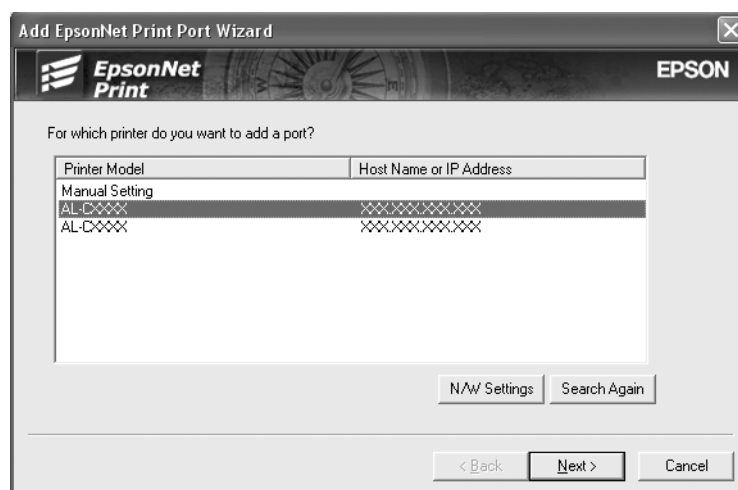 Add EpsonNet Print Port Wizard
EpsonNet
Print
EPSON
For which printer do you want to add a port?
Printer Model Host Name or IP Address
Manual Setting
AL-CXXXX XXX.XXX.XXX.XXX
AL-CXXXX XXX.XXX.XXX.XXX
N/W Settings Search Again
< Back Next > Cancel